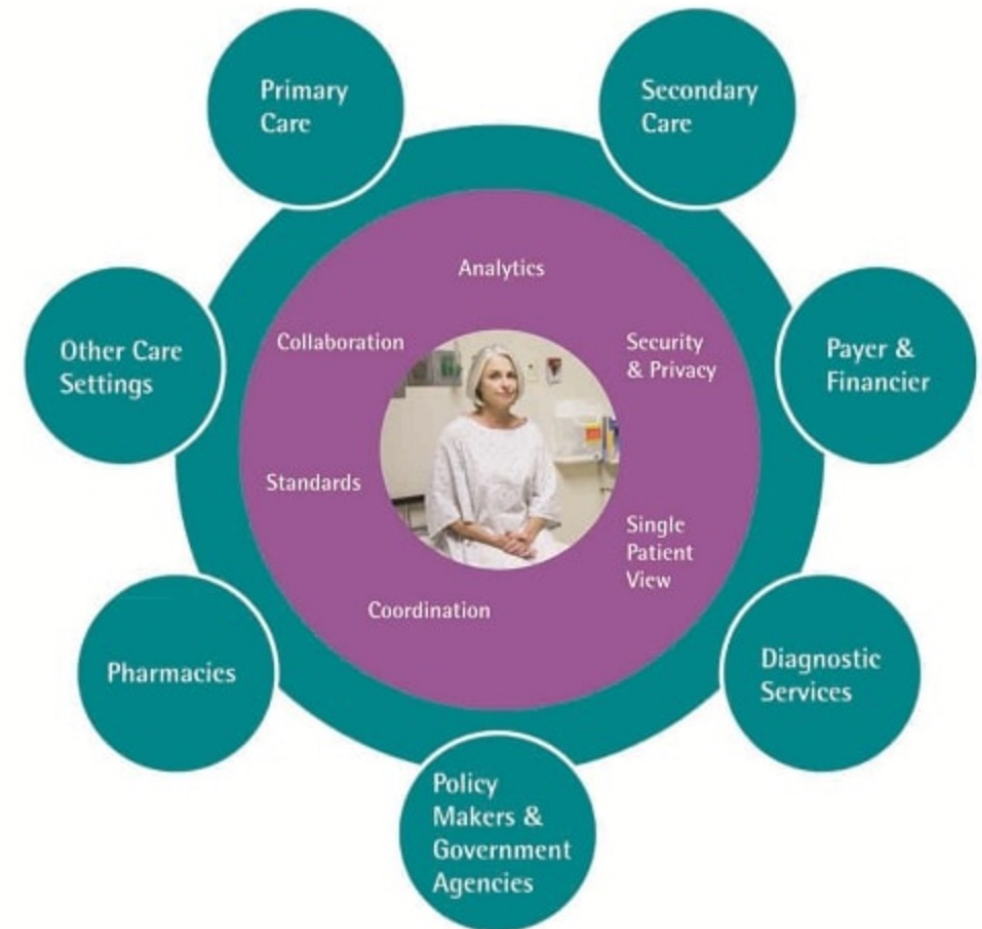 Primary
Care
Secondary
Care
Analytics
Collaboration
Security
& Privacy
Other Care
Settings
Payer &
Financier
Standards
Single
Patient
View
Coordination
Pharmacies
Diagnostic
Services
Policy
Makers &
Government
Agencies